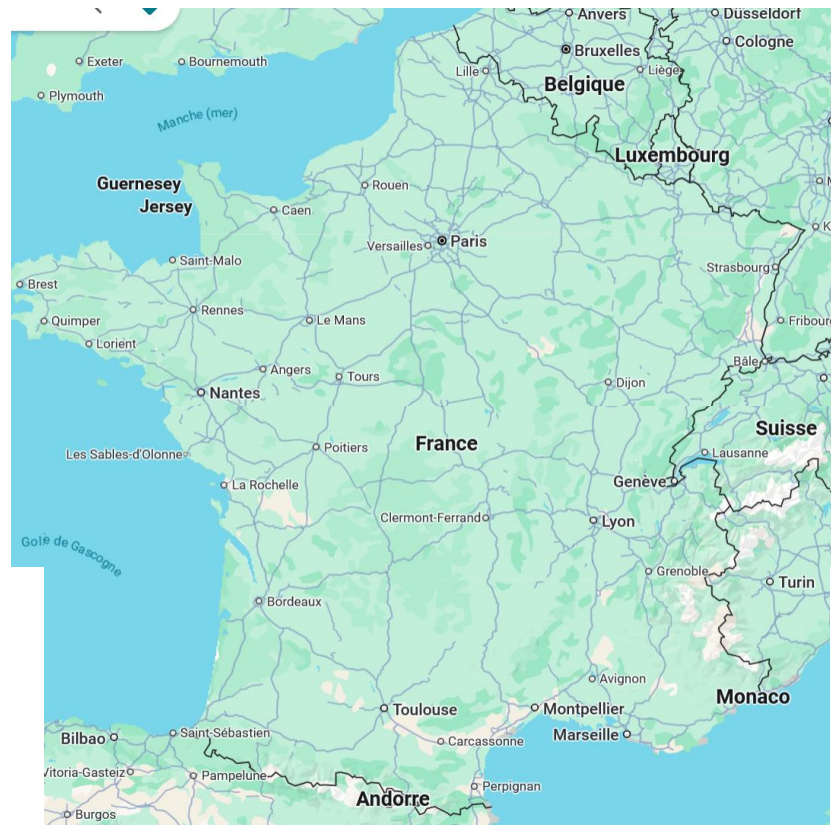 Anvers
Düsseldorf
Bruxelles
Cologne
Exeter
Bournemouth
Lille
Liège
Belgique
Plymouth
Manche (mer)
Luxembourg
Guernesey
Jersey
Rouen
Caen
Versailles
Paris
Saint-Malo
Strasbourg
Brest
Rennes
Le Mans
Quimper
Fribour
Lorient
Bâle
Angers
Tours
Dijon
Nantes
Suisse
France
Poitiers
Lausanne
Les Sables-d'Olonne
Genève
La Rochelle
Clermont-Ferrand
Lyon
Golfe de Gascogne
Grenoble
Turin
Bordeaux
Avignon
Monaco
Toulouse
Montpellier
Bilbao
Saint-Sébastien
Marseille
Carcassonne
Vitoria-Gasteiz
Pampelune
Perpignan
Andorre
Burgos